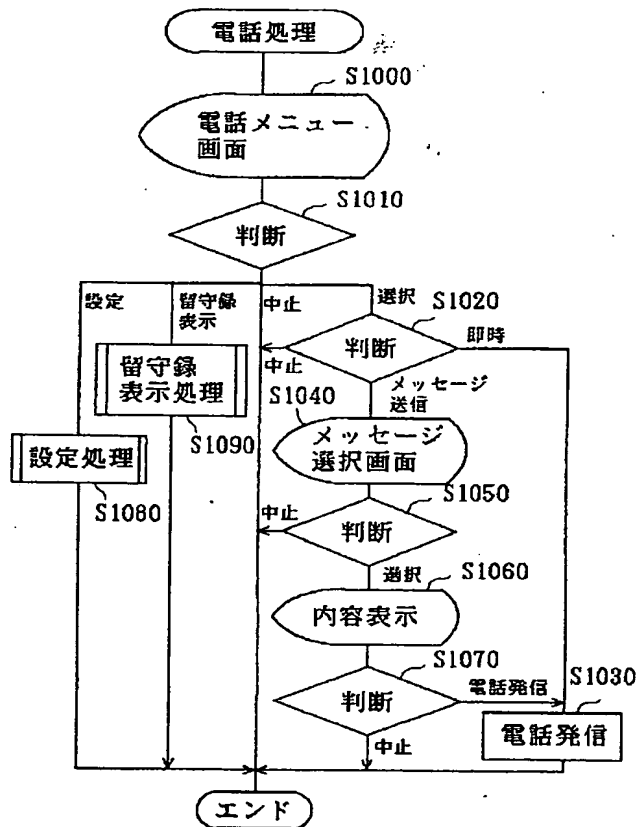 電話処理
S1000
電話メニュー
画面
S1010
判断
設定
留守録
表示
中止
選択
S1020
判断
即時
中止
メッセージ
送信
留守録
表示処理
S1090
S1040
メッセージ
選択画面
設定処理
S1080
S1050
判断
中止
選択
S1060
内容表示
S1070
判断
電話発信
S1030
電話発信
中止
エンド